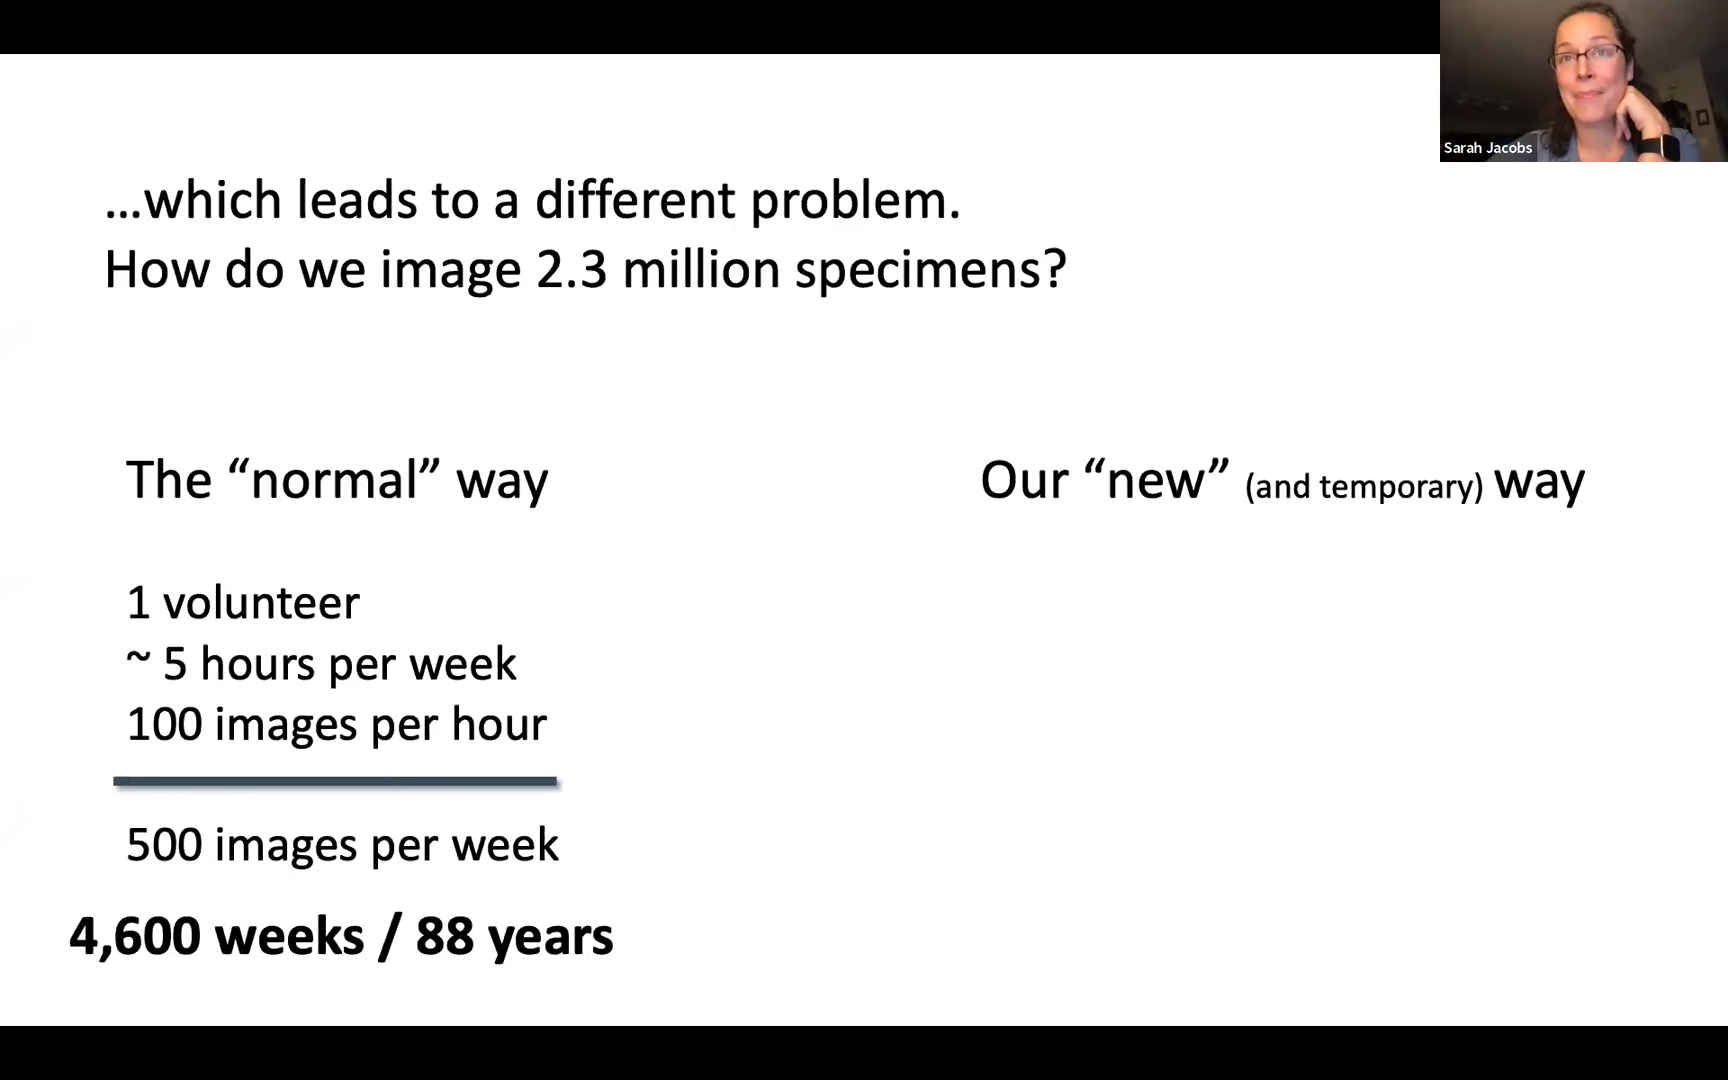 Sarah Jacobs
...which leads to a different problem.
How do we image 2.3 million specimens?
The “normal” way
Our “new” (and temporary) way
1 volunteer
~ 5 hours per week
100 images per hour
500 images per week
4,600 weeks / 88 years